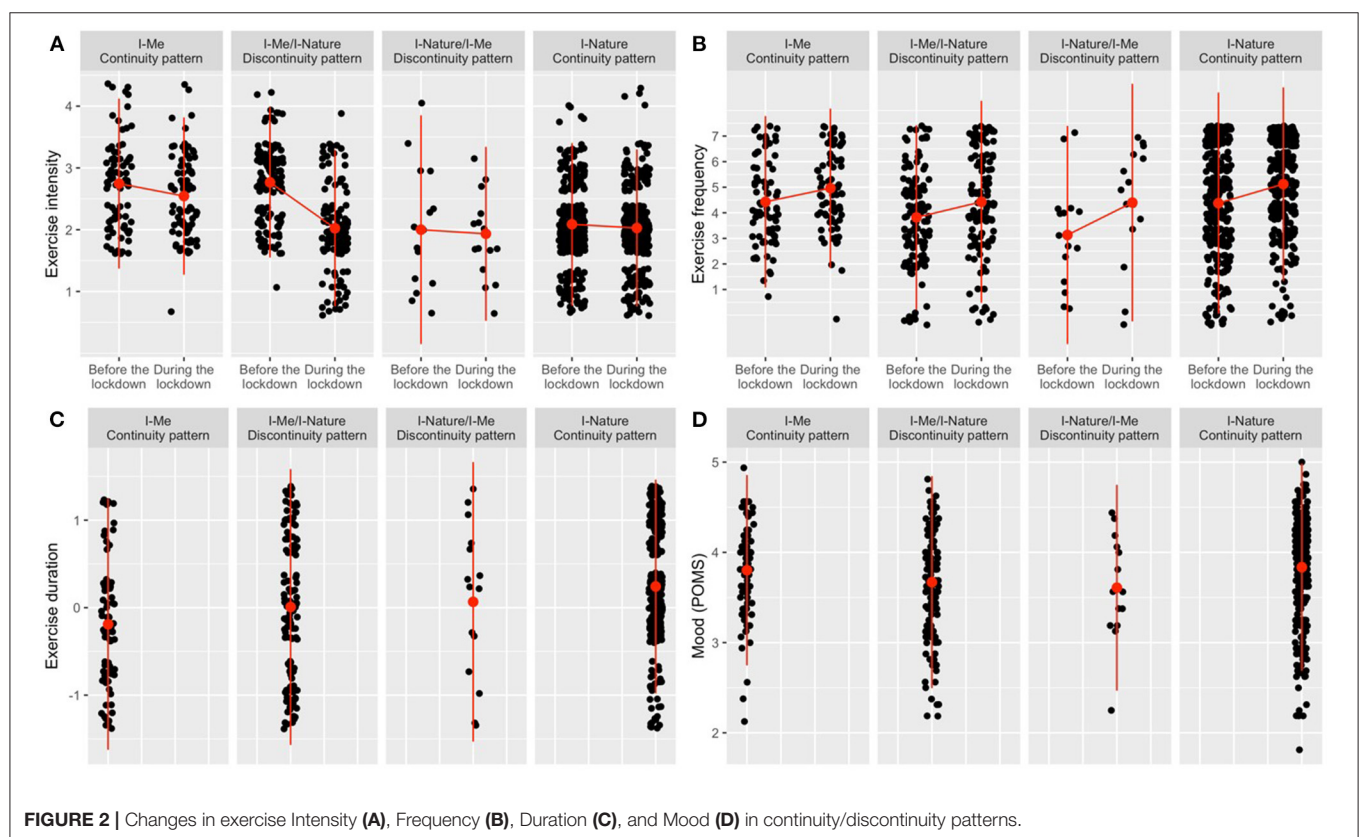 A
I-Me
Continuity pattern
I-Me/I-Nature
Discontinuity pattern
I-Nature/I-Me
Discontinuity pattern
I-Nature
Continuity pattern
Exercise intensity
4
3
2
1
Before the
lockdown
During the
lockdown
Before the
lockdown
During the
lockdown
Before the
lockdown
During the
lockdown
Before the
lockdown
During the
lockdown
B
I-Me
Continuity pattern
I-Me/I-Nature
Discontinuity pattern
I-Nature/I-Me
Discontinuity pattern
I-Nature
Continuity pattern
Exercise frequency
7
6
5
4
3
2
1
Before the
lockdown
During the
lockdown
Before the
lockdown
During the
lockdown
Before the
lockdown
During the
lockdown
Before the
lockdown
During the
lockdown
C
I-Me
Continuity pattern
I-Me/I-Nature
Discontinuity pattern
I-Nature/I-Me
Discontinuity pattern
I-Nature
Continuity pattern
Exercise duration
1
0
-1
D
I-Me
Continuity pattern
I-Me/I-Nature
Discontinuity pattern
I-Nature/I-Me
Discontinuity pattern
I-Nature
Continuity pattern
Mood (POMS)
5
4
3
2
FIGURE 2 | Changes in exercise Intensity (A), Frequency (B), Duration (C), and Mood (D) in continuity/discontinuity patterns.